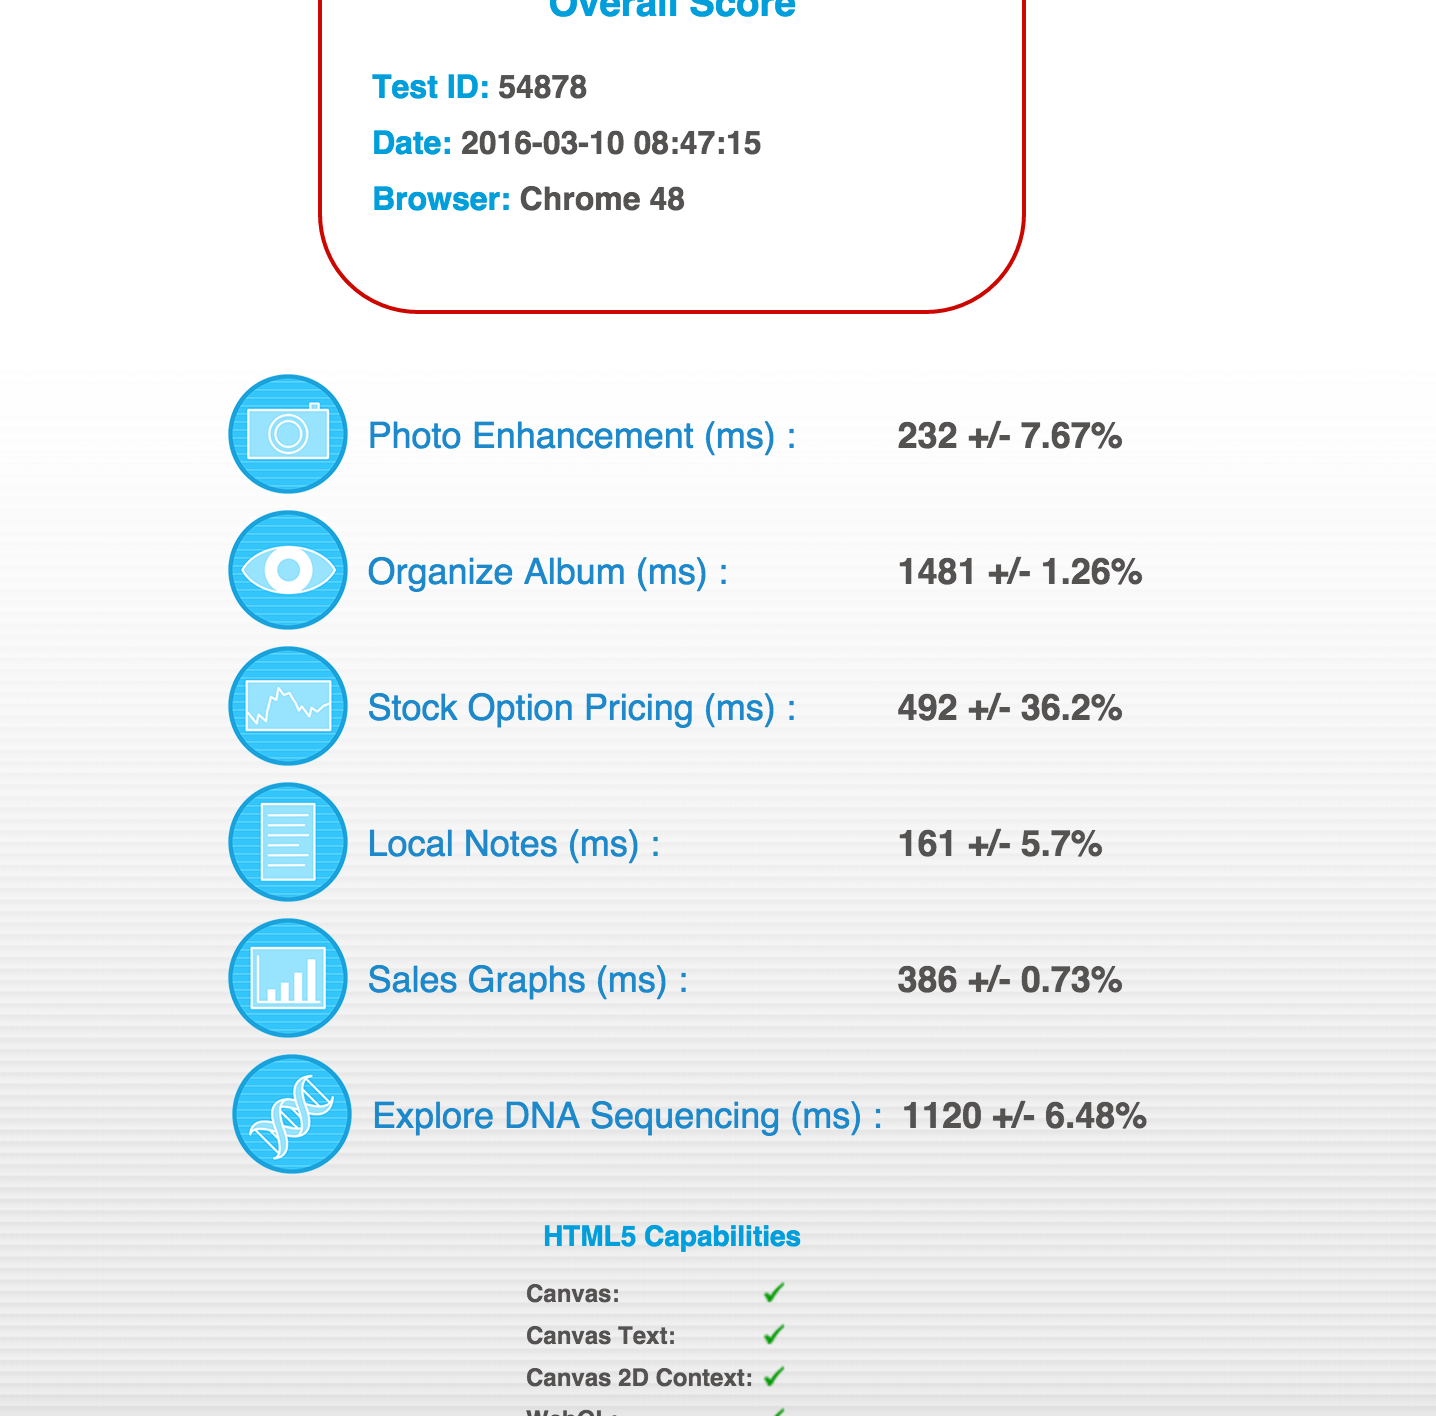 Overall Score
Test ID: 54878
Date: 2016-03-10 08:47:15
Browser: Chrome 48
Photo Enhancement (ms) : 232 +/- 7.67%
Organize Album (ms) : 1481 +/- 1.26%
Stock Option Pricing (ms) : 492 +/- 36.2%
Local Notes (ms) : 161 +/- 5.7%
Sales Graphs (ms) : 386 +/- 0.73%
Explore DNA Sequencing (ms) : 1120 +/- 6.48%
HTML5 Capabilities
Canvas: ✓
Canvas Text: ✓
Canvas 2D Context: ✓
WebGL: ✓